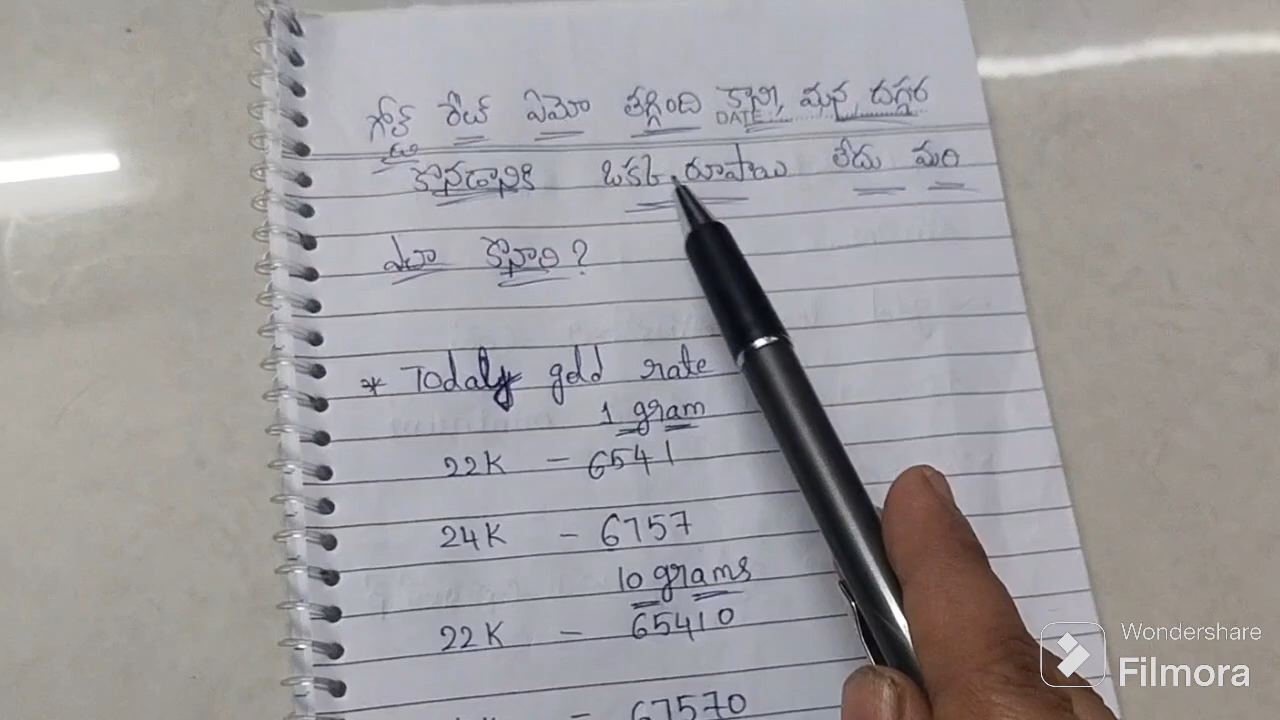 గోల్డ్ రేట్ ఏమో తగ్గింది కాని, మన దగ్గర
DATE
కొనడానికి ఒకట రూపాయి లేదు మరి
ఎలా కొనాలి?
* Today gold rate
1 gram
22K - 6541
24K - 6757
10 grams
22K - 65410
- 67570
Wondershare
Filmora